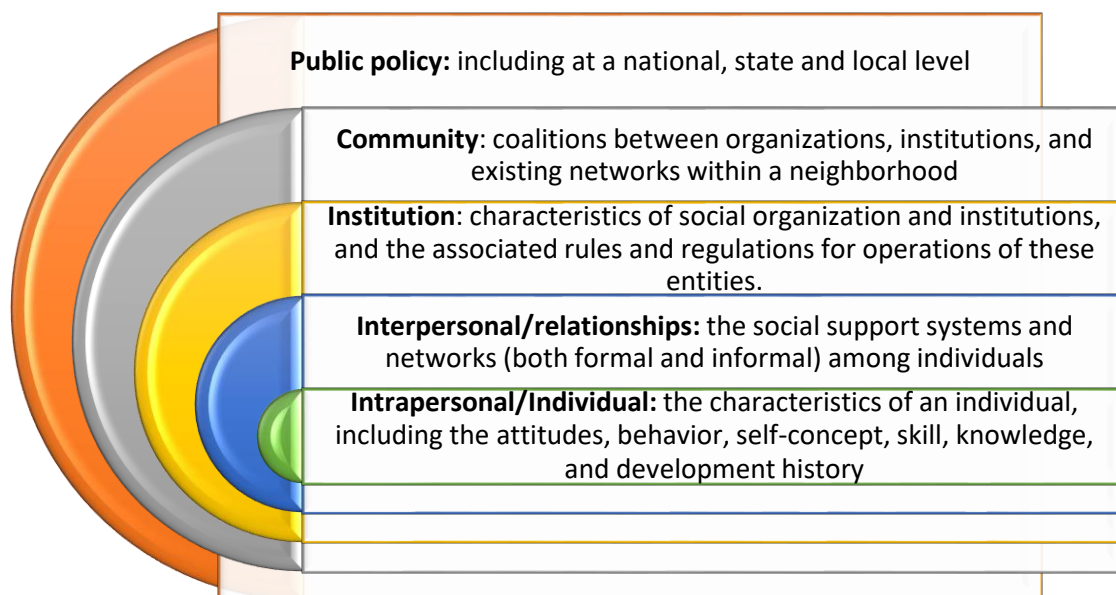 Public policy: including at a national, state and local level
Community: coalitions between organizations, institutions, and
existing networks within a neighborhood
Institution: characteristics of social organization and institutions,
and the associated rules and regulations for operations of these
entities.
Interpersonal/relationships: the social support systems and
networks (both formal and informal) among individuals
Intrapersonal/Individual: the characteristics of an individual,
including the attitudes, behavior, self-concept, skill, knowledge,
and development history